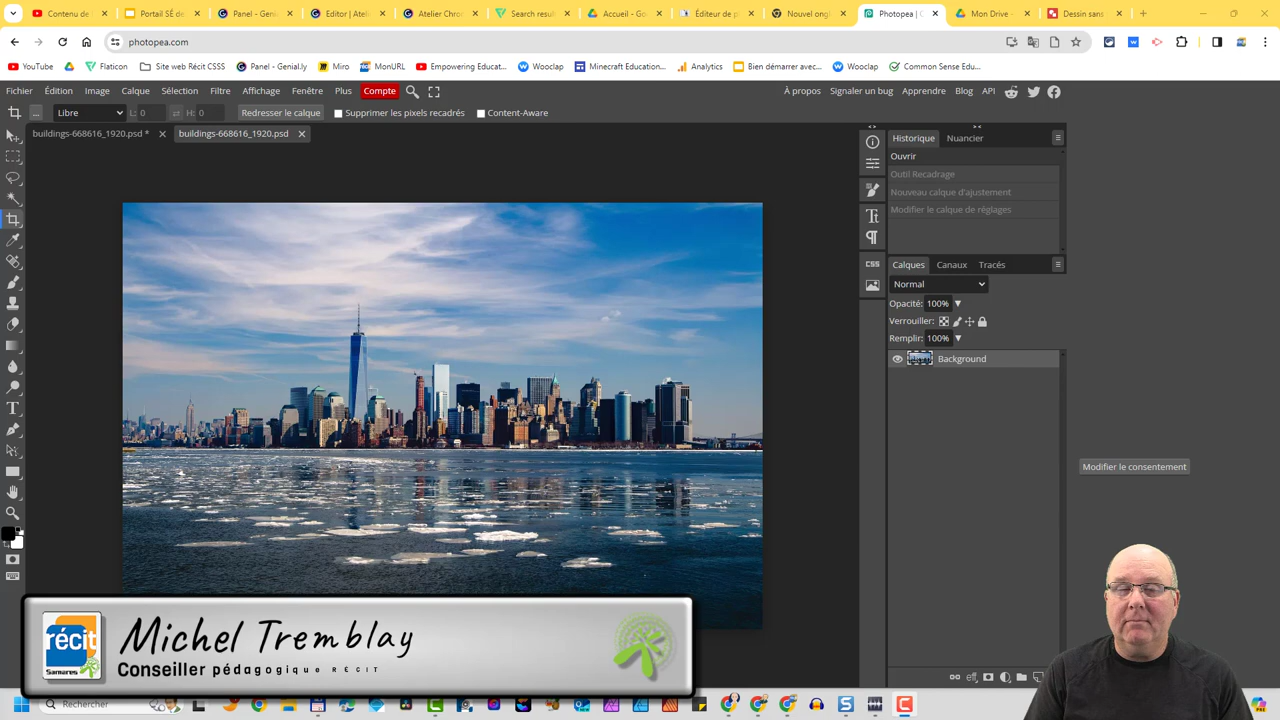 Contenu de
Portail SÉ de
Panel - Geni
Editor | Atel
Atelier Chro
Search resul
Accueil - Go
Éditeur de p
Nouvel ongl
Photopea | C
Mon Drive -
Dessin sans
photopea.com
YouTube
Flaticon
Site web Récit CSSS
Panel - Genial.ly
Miro
MonURL
Empowering Educat...
Wooclap
Minecraft Education...
Analytics
Bien démarrer avec...
Wooclap
Common Sense Edu...
Fichier Édition Image Calque Sélection Filtre Affichage Fenêtre Plus Compte
À propos Signaler un bug Apprendre Blog API
... Libre L: 0 H: 0 Redresser le calque Supprimer les pixels recadrés Content-Aware
buildings-668616_1920.psd *
buildings-668616_1920.psd
Historique Nuancier
Ouvrir
Outil Recadrage
Nouveau calque d'ajustement
Modifier le calque de réglages
CSS
Calques Canaux Tracés
Normal
Opacité: 100%
Verrouiller:
Remplir: 100%
Background
Modifier le consentement
eff
récit
Samares
Michel Tremblay
Conseiller pédagogique RÉCIT
Rechercher